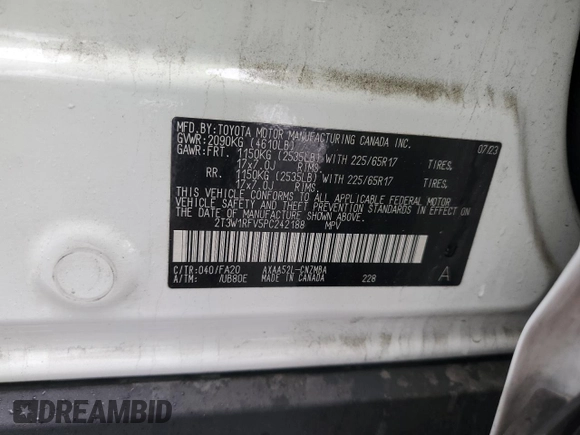 MFD.BY:TOYOTA MOTOR MANUFACTURING CANADA INC.
GVWR:2090KG (4610LB) 07/23
GAWR:FRT. 1150KG (2535LB) WITH 225/65R17 TIRES,
17x7.0J RIMS,
RR. 1150KG (2535LB) WITH 225/65R17 TIRES,
17x7.0J RIMS.
THIS VEHICLE CONFORMS TO ALL APPLICABLE FEDERAL MOTOR
VEHICLE SAFETY AND THEFT PREVENTION STANDARDS IN EFFECT
ON THE DATE OF MANUFACTURE SHOWN ABOVE.
2T3W1RFV5PC242188 MPV
C/TR:040/FA20 AXAA52L-CNZMBA A
A/TM: /UB80E MADE IN CANADA 228
DREAMBID